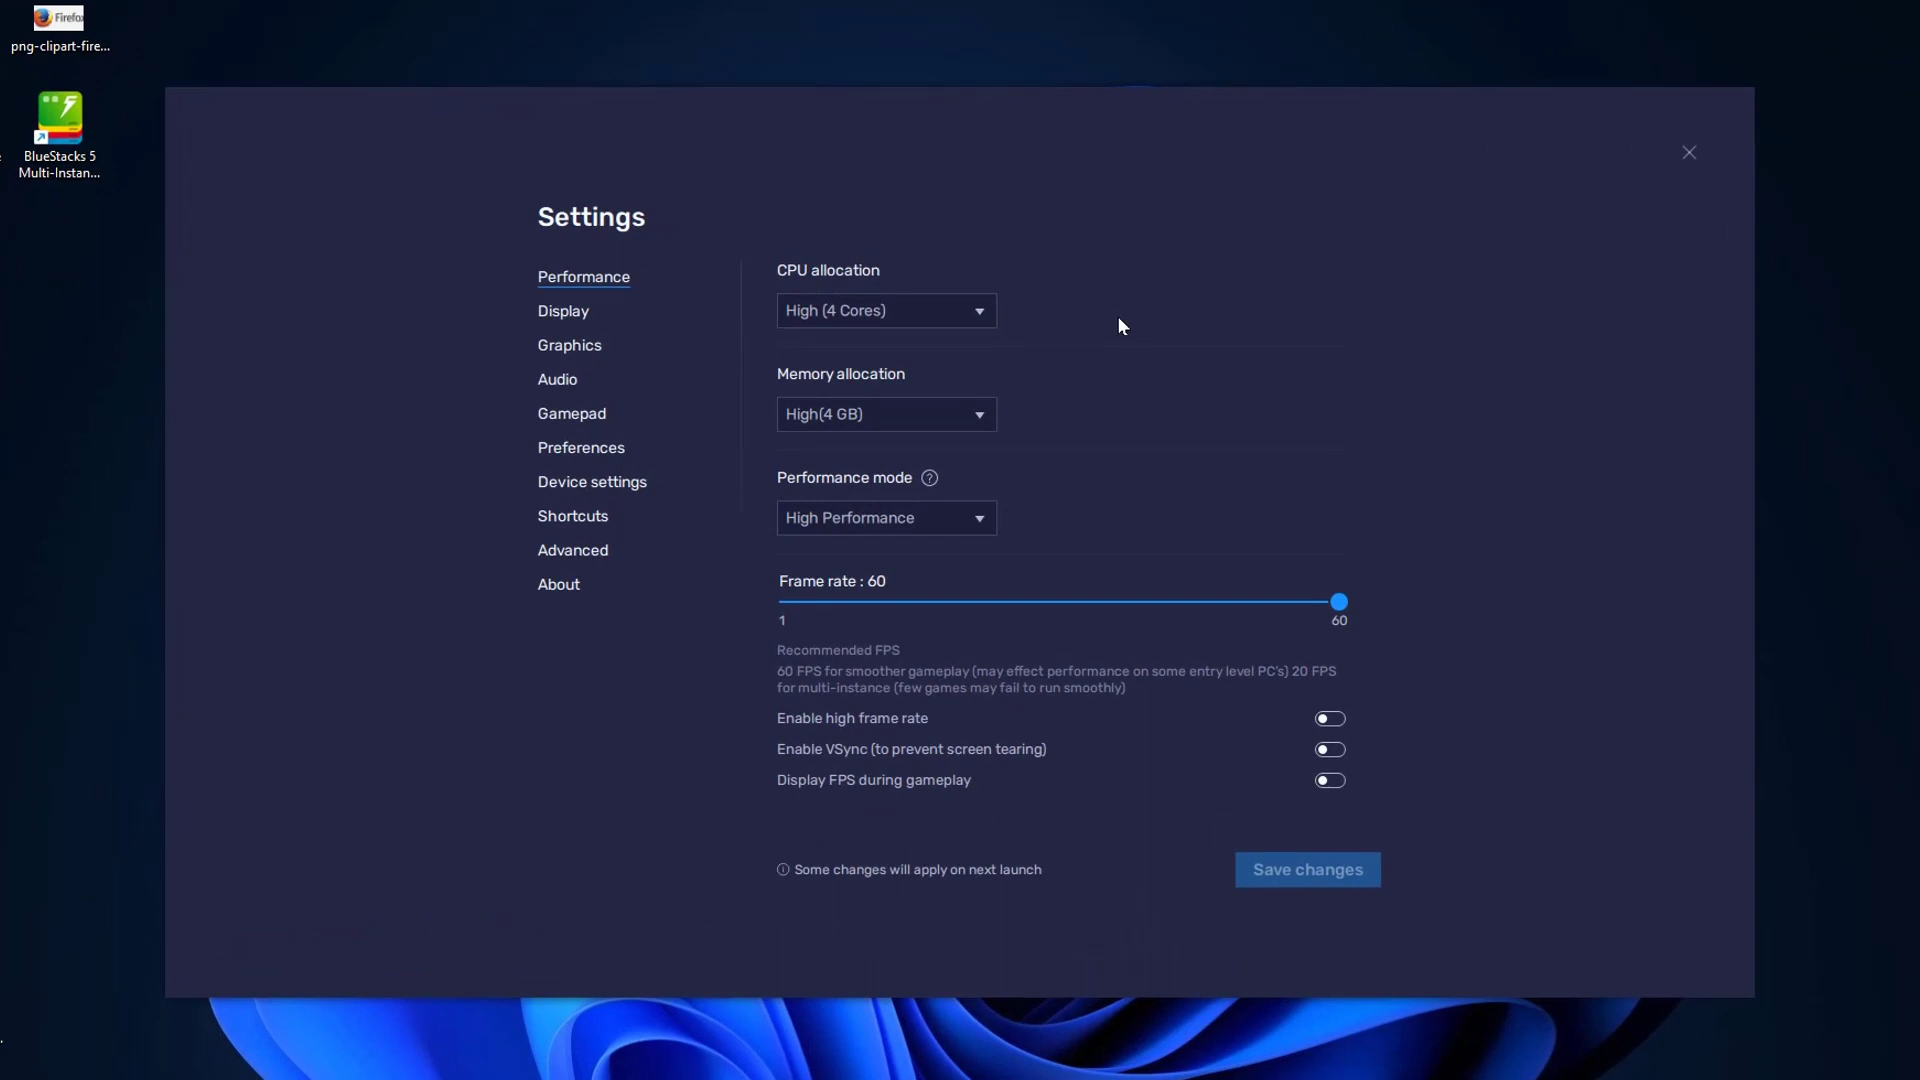 Firefox
png-clipart-fire...
BlueStacks 5
Multi-Instan...
Settings
Performance
Display
Graphics
Audio
Gamepad
Preferences
Device settings
Shortcuts
Advanced
About
CPU allocation
High (4 Cores)
Memory allocation
High(4 GB)
Performance mode ?
High Performance
Frame rate : 60
1
60
Recommended FPS
60 FPS for smoother gameplay (may effect performance on some entry level PC's) 20 FPS
for multi-instance (few games may fail to run smoothly)
Enable high frame rate
Enable VSync (to prevent screen tearing)
Display FPS during gameplay
Some changes will apply on next launch
Save changes